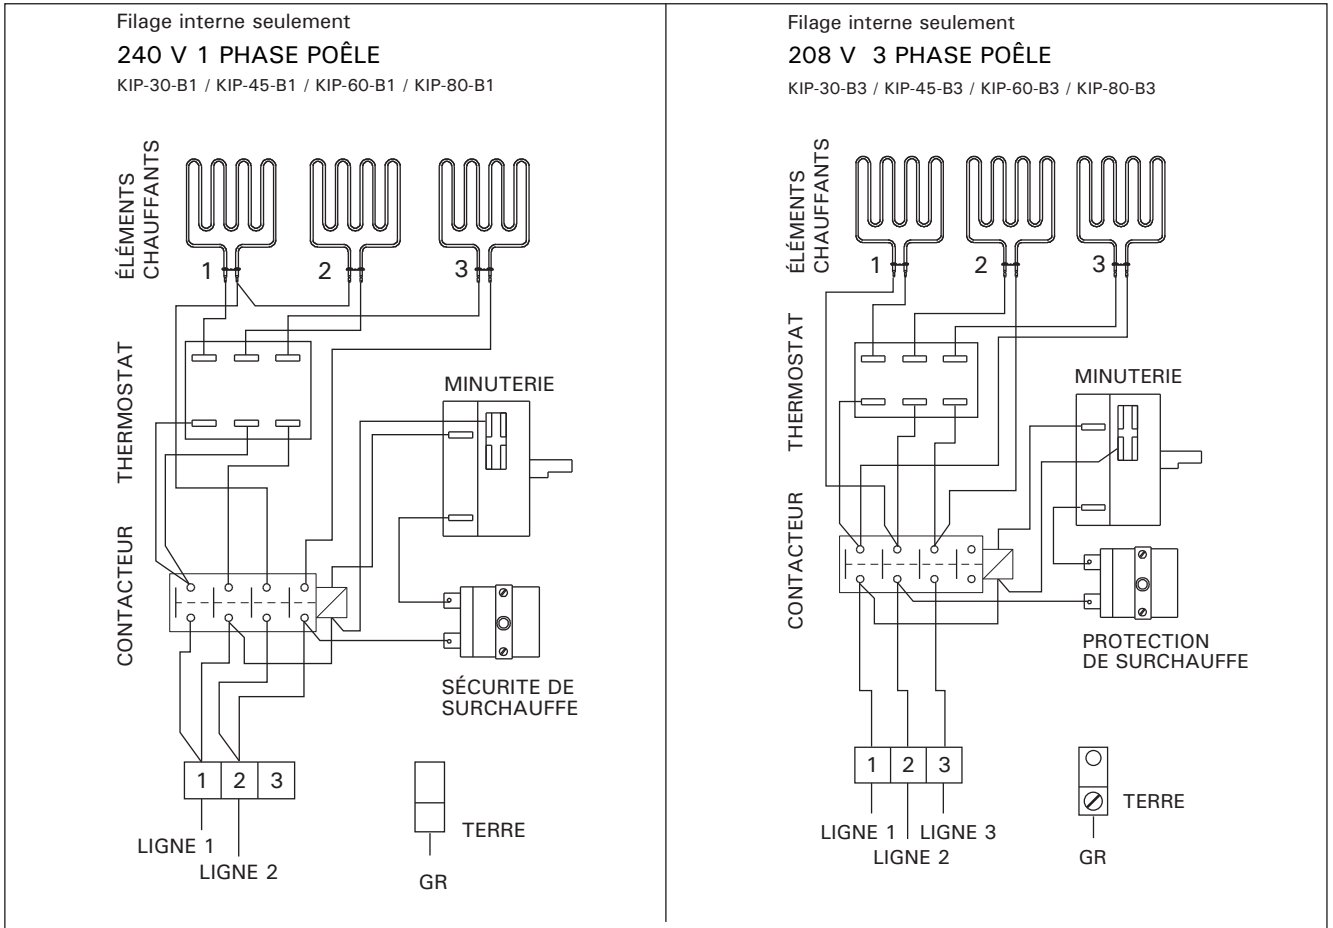 Filage interne seulement
240 V 1 PHASE POÊLE
KIP-30-B1 / KIP-45-B1 / KIP-60-B1 / KIP-80-B1
ÉLÉMENTS
CHAUFFANTS
1
2
3
THERMOSTAT
MINUTERIE
CONTACTEUR
SÉCURITE DE
SURCHAUFFE
1 2 3
LIGNE 1
LIGNE 2
TERRE
GR
Filage interne seulement
208 V 3 PHASE POÊLE
KIP-30-B3 / KIP-45-B3 / KIP-60-B3 / KIP-80-B3
ÉLÉMENTS
CHAUFFANTS
1
2
3
THERMOSTAT
MINUTERIE
CONTACTEUR
PROTECTION
DE SURCHAUFFE
1 2 3
LIGNE 1 LIGNE 3
LIGNE 2
TERRE
GR